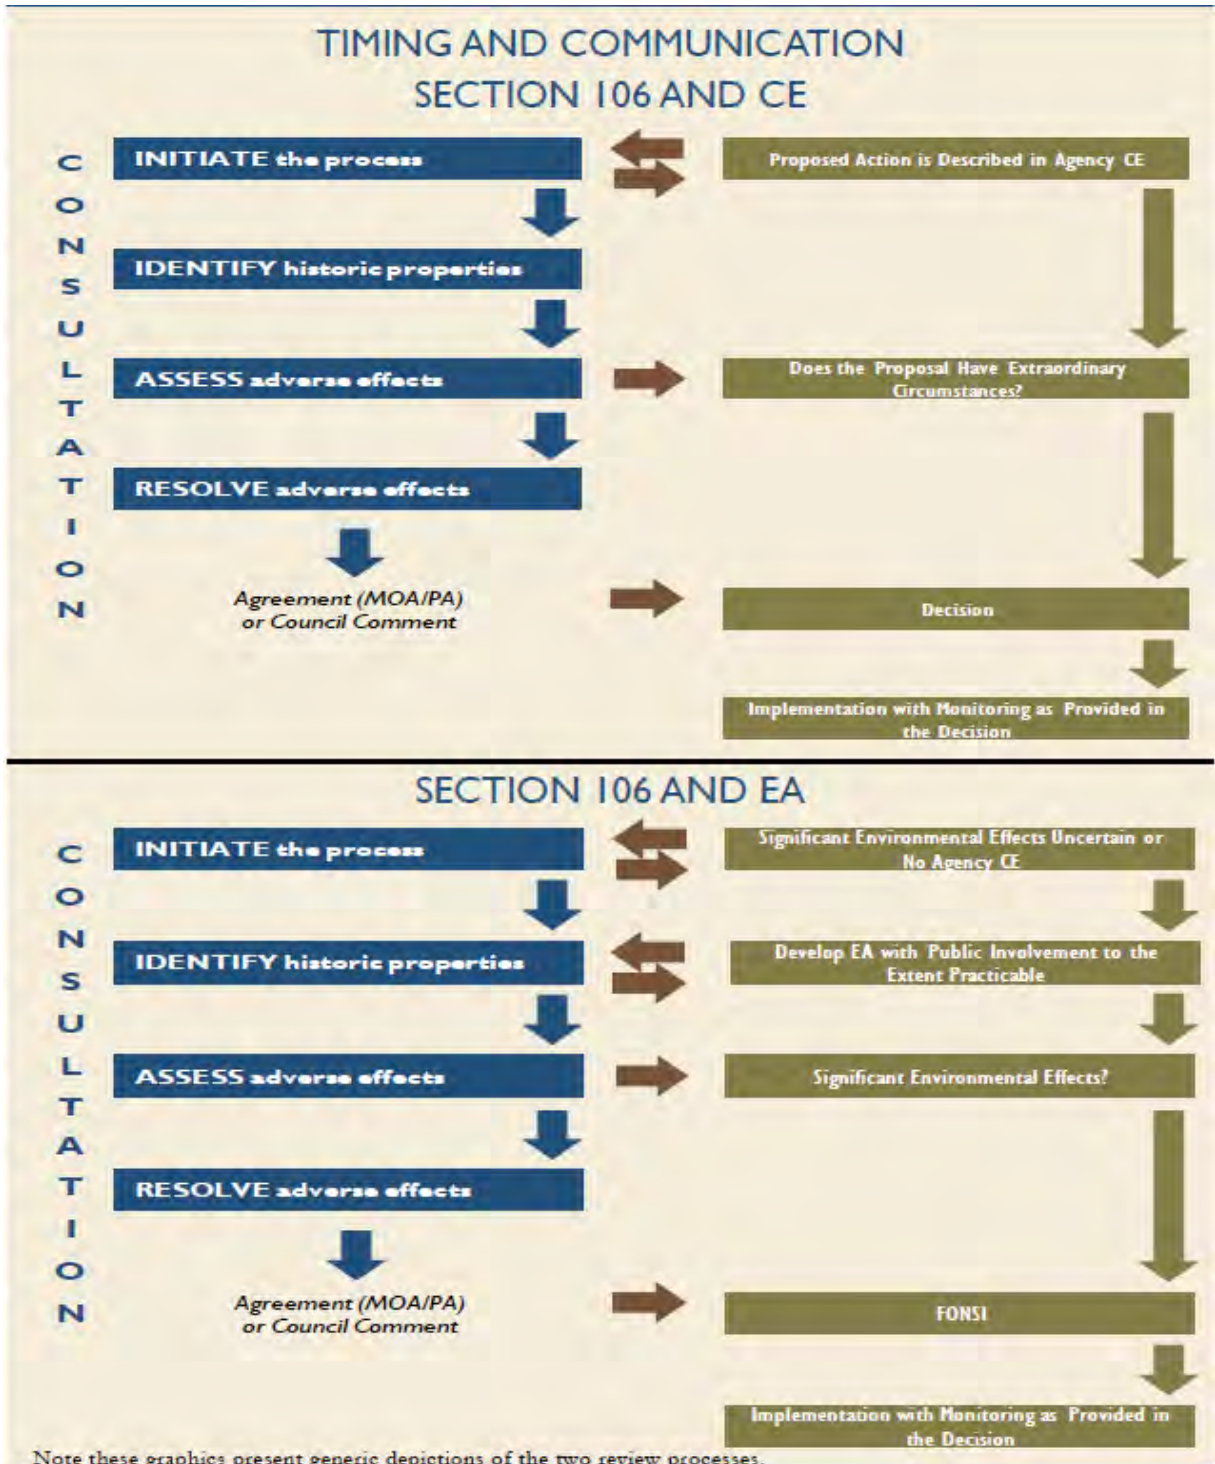 TIMING AND COMMUNICATION
SECTION 106 AND CE
CONSULTATION
INITIATE the process
Proposed Action is Described in Agency CE
IDENTIFY historic properties
ASSESS adverse effects
Does the Proposal Have Extraordinary
Circumstances?
RESOLVE adverse effects
Agreement (MOA/PA)
or Council Comment
Decision
Implementation with Monitoring as Provided in
the Decision
SECTION 106 AND EA
CONSULTATION
INITIATE the process
Significant Environmental Effects Uncertain or
No Agency CE
IDENTIFY historic properties
Develop EA with Public Involvement to the
Extent Practicable
ASSESS adverse effects
Significant Environmental Effects?
RESOLVE adverse effects
Agreement (MOA/PA)
or Council Comment
FONSI
Implementation with Monitoring as Provided in
the Decision
Note these graphics present generic depictions of the two review processes.